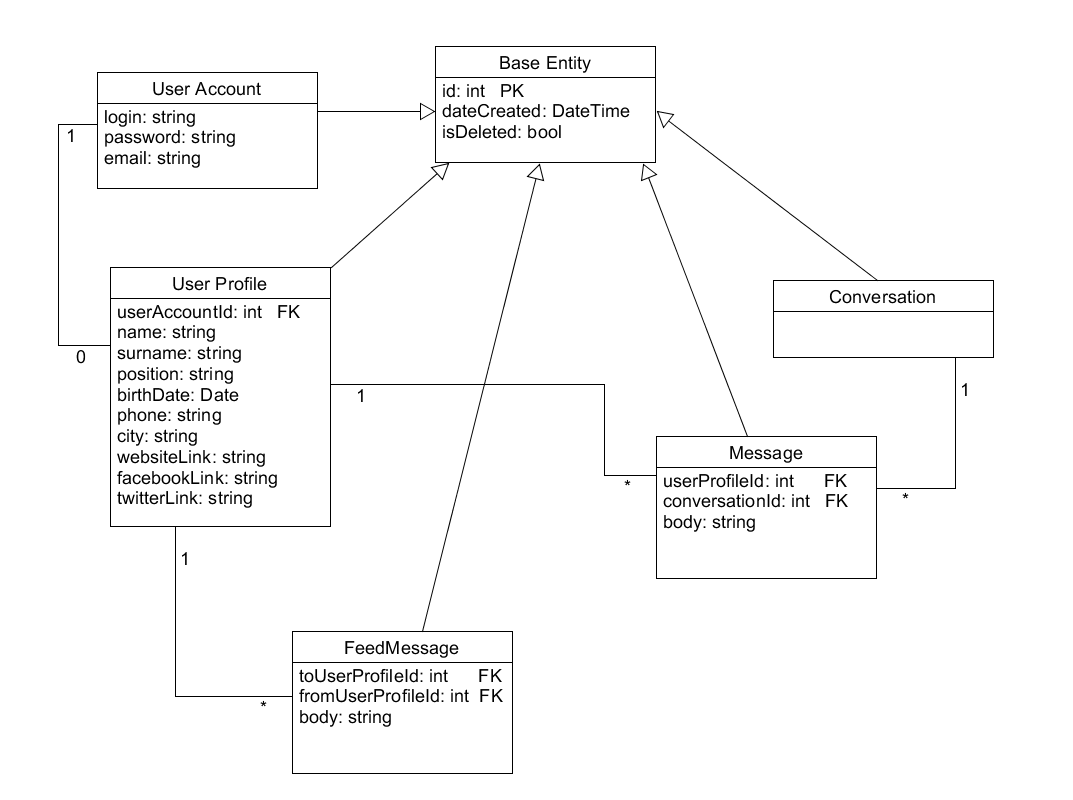 Base Entity
id: int PK
dateCreated: DateTime
isDeleted: bool
User Account
login: string
password: string
email: string
1
0
User Profile
userAccountId: int FK
name: string
surname: string
position: string
birthDate: Date
phone: string
city: string
websiteLink: string
facebookLink: string
twitterLink: string
1
*
Conversation
1
*
Message
userProfileId: int FK
conversationId: int FK
body: string
1
*
FeedMessage
toUserProfileId: int FK
fromUserProfileId: int FK
body: string